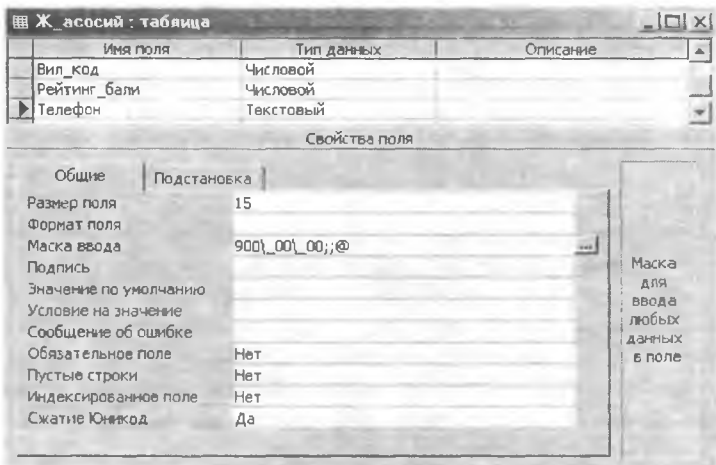 Ж_асосий : таблица
Имя поля Тип данных Описание
Вил_код Числовой
Рейтинг_бали Числовой
Телефон Текстовый
Свойства поля
Общие Подстановка
Размер поля 15
Формат поля
Маска ввода 900\_00\_00;;@ ...
Подпись
Значение по умолчанию
Условие на значение
Сообщение об ошибке
Обязательное поле Нет
Пустые строки Нет
Индексированное поле Нет
Сжатие Юникод Да
Маска
для
ввода
любых
данных
в поле